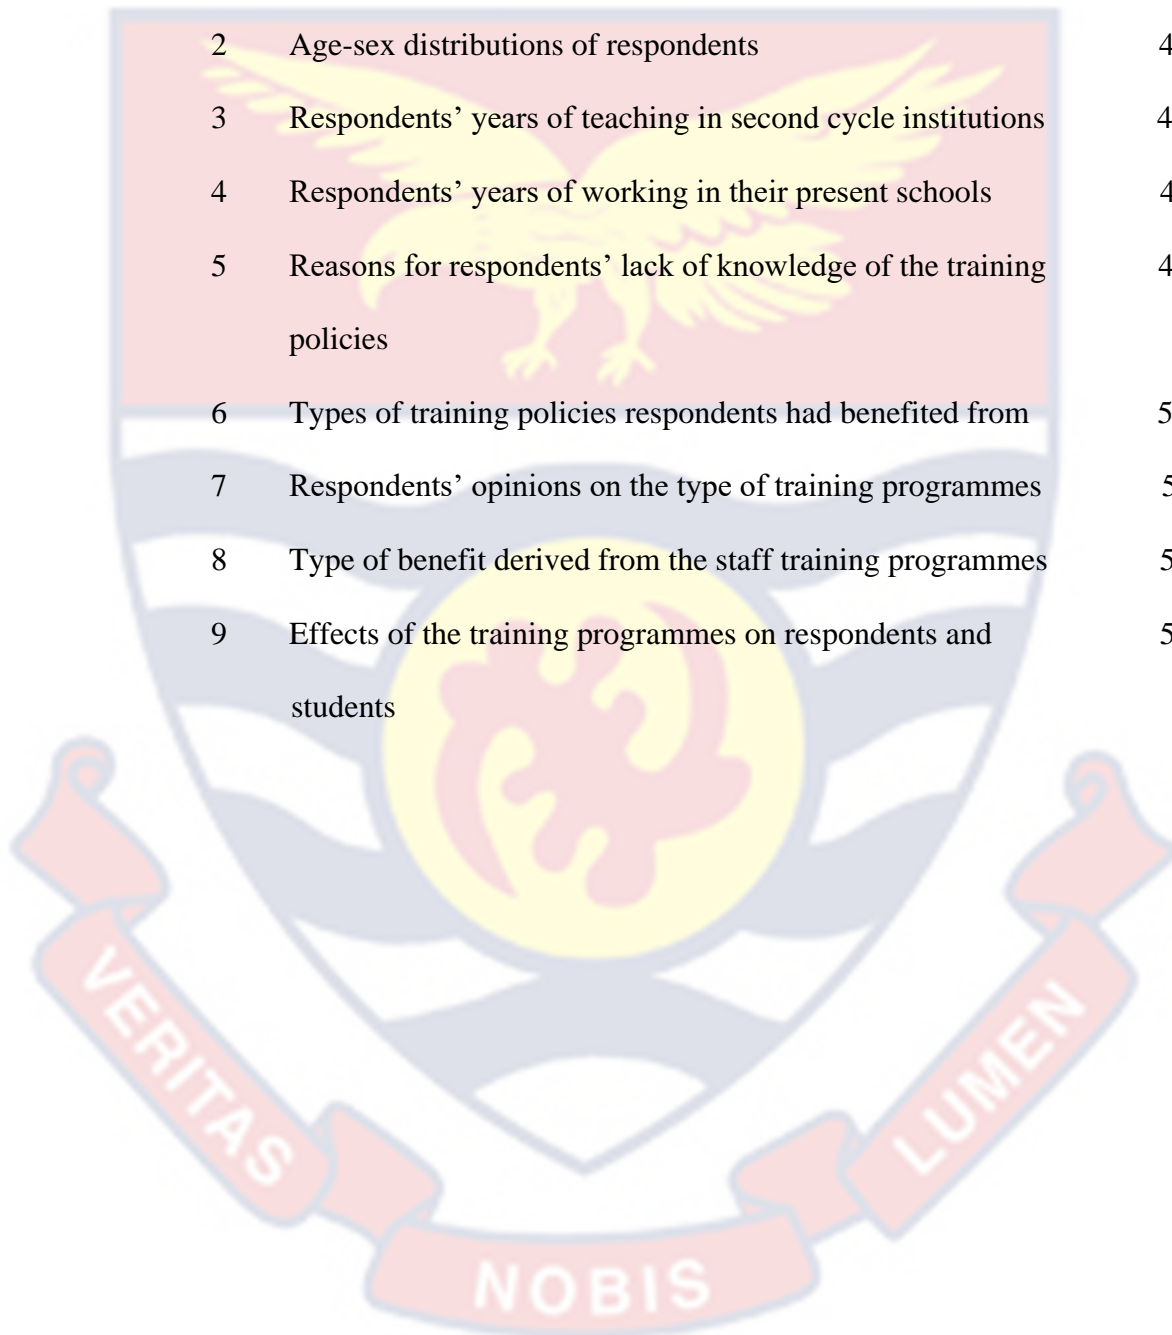 2 Age-sex distributions of respondents 4
3 Respondents’ years of teaching in second cycle institutions 4
4 Respondents’ years of working in their present schools 4
5 Reasons for respondents’ lack of knowledge of the training 4
policies
6 Types of training policies respondents had benefited from 5
7 Respondents’ opinions on the type of training programmes 5
8 Type of benefit derived from the staff training programmes 5
9 Effects of the training programmes on respondents and 5
students
VERITAS
NOBIS
LUMEN